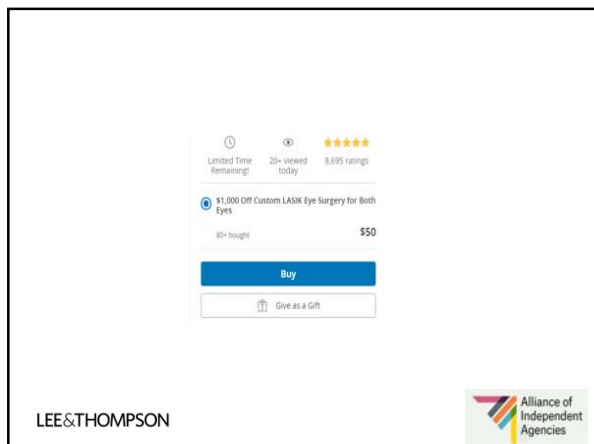 Limited Time Remaining!
20+ viewed today
8,695 ratings
$1,000 Off Custom LASIK Eye Surgery for Both
Eyes
80+ bought
$50
Buy
Give as a Gift
LEE&THOMPSON
Alliance of
Independent
Agencies